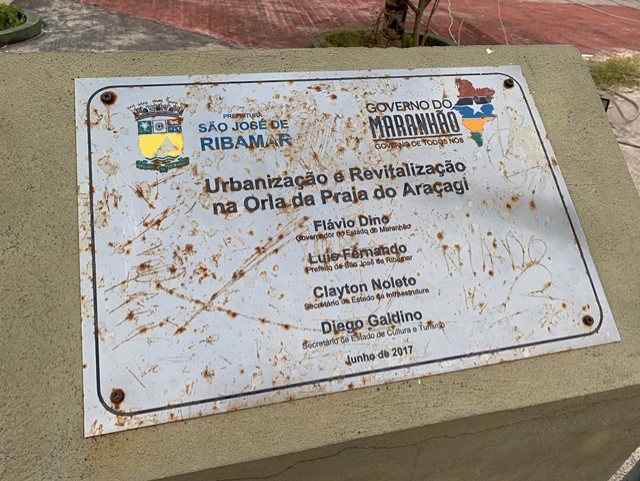 PREFEITURA
SÃO JOSÉ DE
RIBAMAR
GOVERNO DO
MARANHÃO
GOVERNO DE TODOS NÓS
Urbanização e Revitalização
na Orla da Praia do Araçagi
Flávio Dino
Governador do Estado do Maranhão
Luis Fernando
Prefeito de São José de Ribamar
Clayton Noleto
Secretário de Estado da Infraestrutura
Diego Galdino
Secretário de Estado de Cultura e Turismo
Junho de 2017